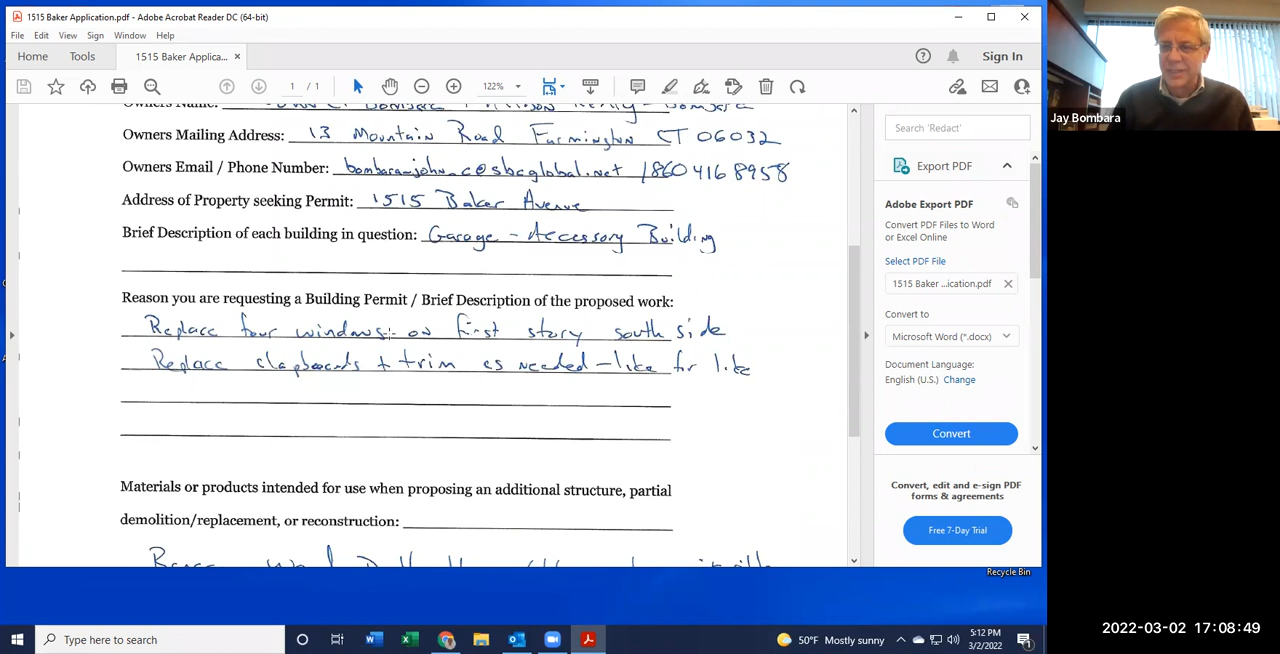 1515 Baker Application.pdf - Adobe Acrobat Reader DC (64-bit)
File Edit View Sign Window Help
Home Tools 1515 Baker Applica... × Sign In
1 / 1 122%
Owners Name:
Owners Mailing Address: 13 Mountain Road Farmington CT 06032
Owners Email / Phone Number: bombara-john_c@sbcglobal.net /860 416 8958
Address of Property seeking Permit: 1515 Baker Avenue
Brief Description of each building in question: Garage - Accessory Building
Reason you are requesting a Building Permit / Brief Description of the proposed work:
Replace four windows on first story south side
Replace clapboards + trim as needed - like for like
Materials or products intended for use when proposing an additional structure, partial
demolition/replacement, or reconstruction:
Search 'Redact'
Export PDF
Adobe Export PDF
Convert PDF Files to Word
or Excel Online
Select PDF File
1515 Baker ...ication.pdf
Convert to
Microsoft Word (*.docx)
Document Language:
English (U.S.) Change
Convert
Convert, edit and e-sign PDF
forms & agreements
Free 7-Day Trial
Recycle Bin
Jay Bombara
Type here to search
50°F Mostly sunny
5:12 PM
3/2/2022
1
2022-03-02 17:08:49